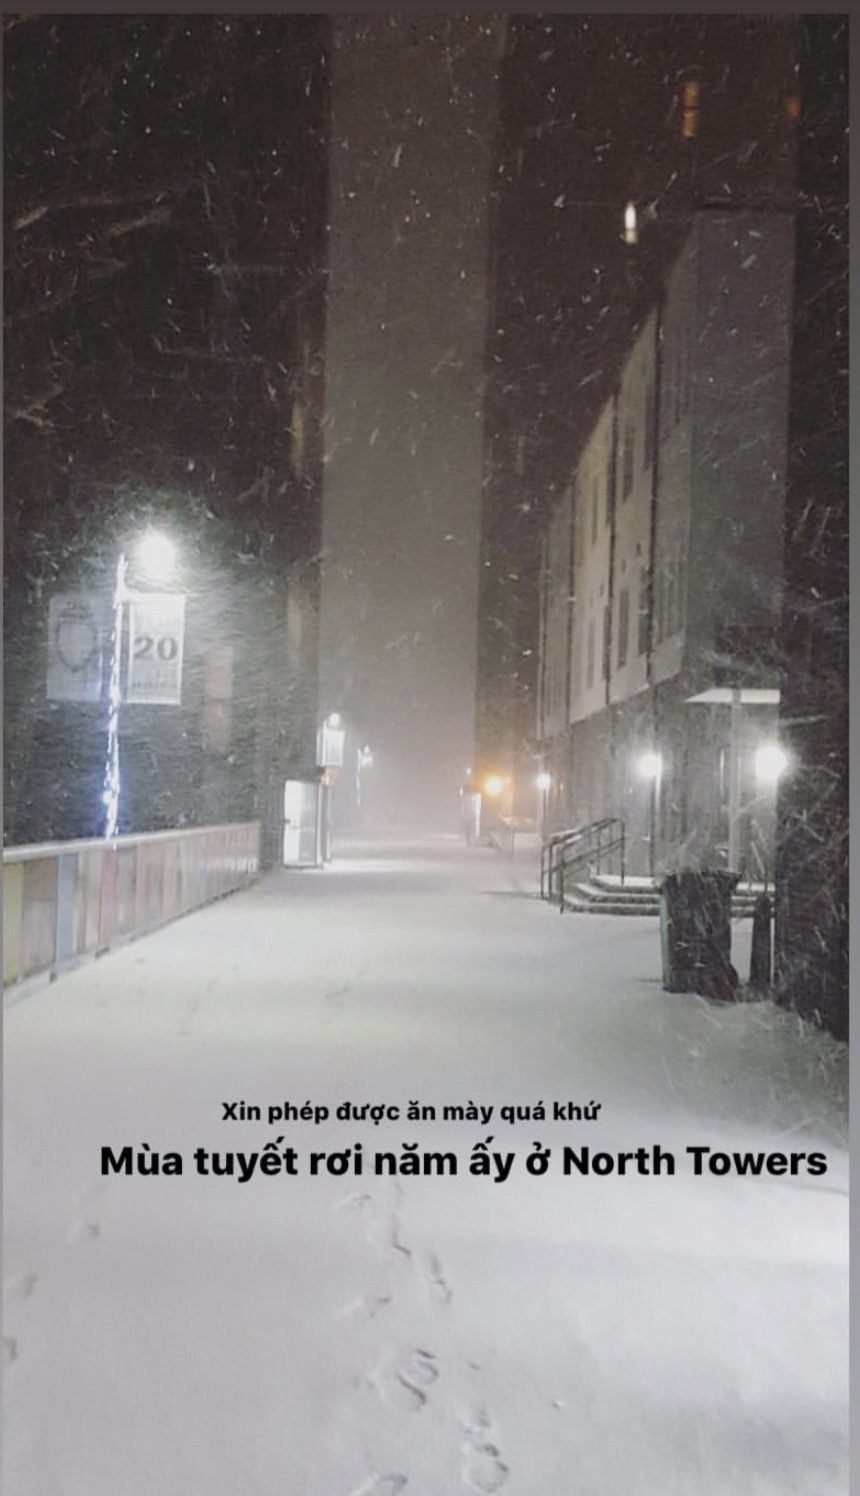 20
Xin phép được ăn mày quá khứ
Mùa tuyết rơi năm ấy ở North Towers